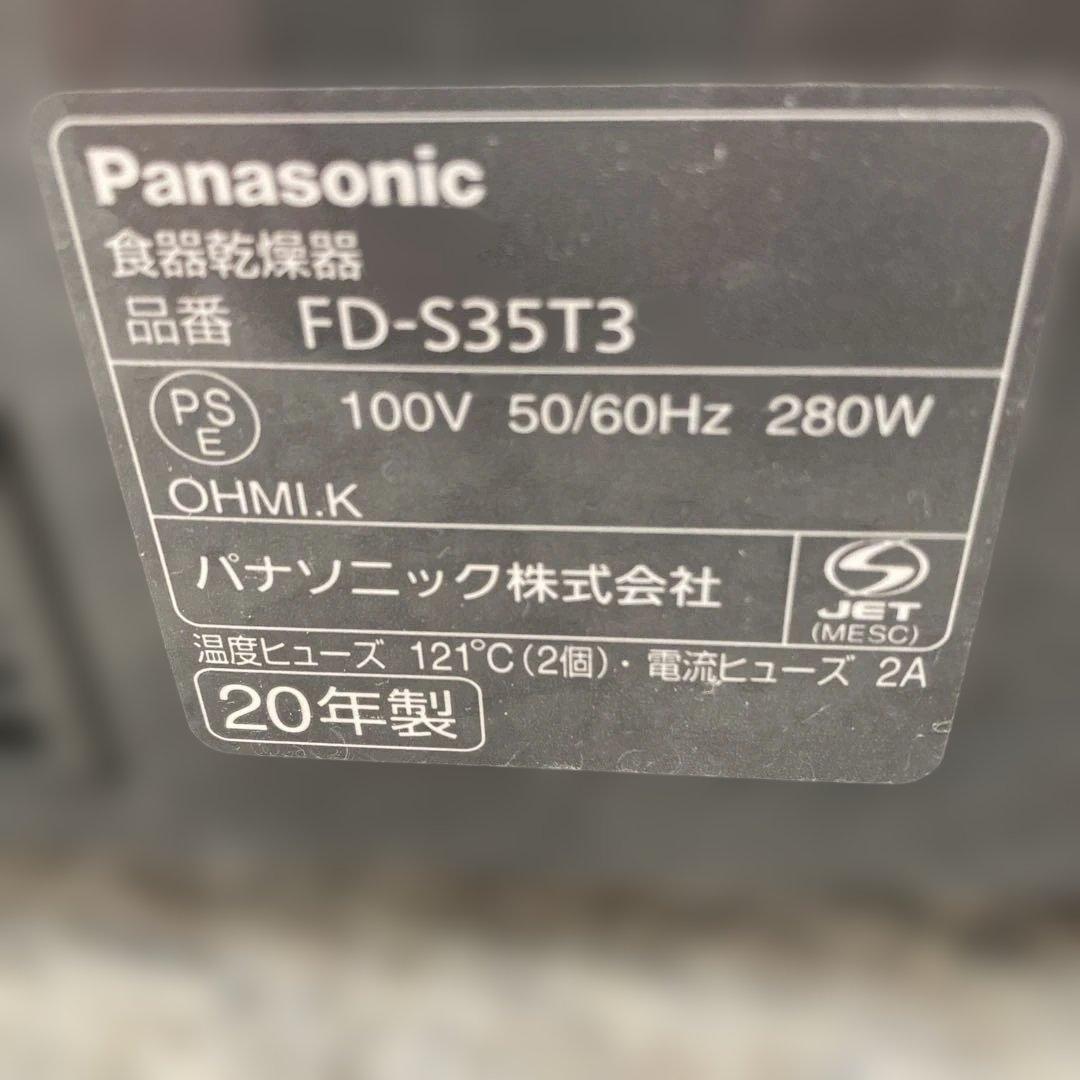 Panasonic
食器乾燥器
品番 FD-S35T3
PS
E
100V 50/60Hz 280W
OHMI.K
パナソニック株式会社
JET
(MESC)
温度ヒューズ 121℃(2個)・電流ヒューズ 2A
20年製